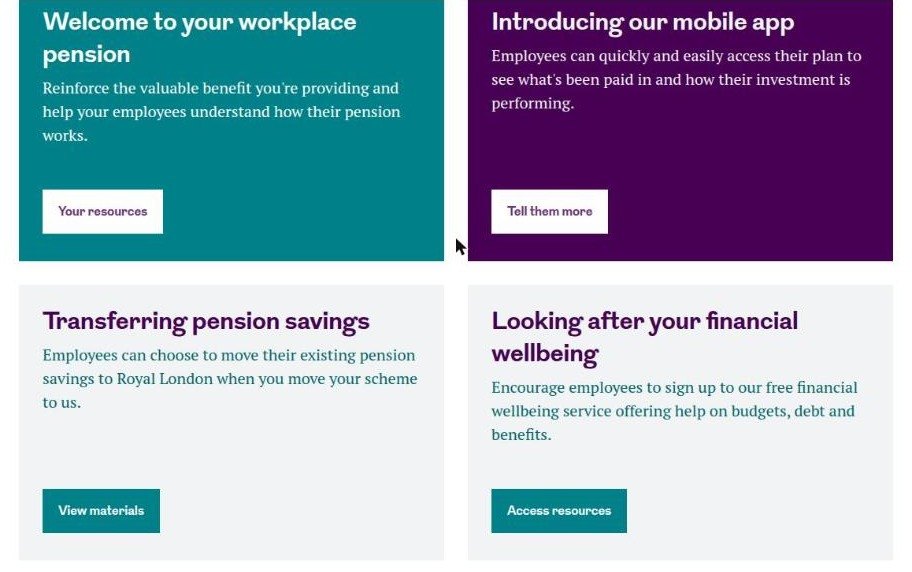 Welcome to your workplace
pension
Reinforce the valuable benefit you're providing and
help your employees understand how their pension
works.
Your resources
Introducing our mobile app
Employees can quickly and easily access their plan to
see what's been paid in and how their investment is
performing.
Tell them more
Transferring pension savings
Employees can choose to move their existing pension
savings to Royal London when you move your scheme
to us.
View materials
Looking after your financial
wellbeing
Encourage employees to sign up to our free financial
wellbeing service offering help on budgets, debt and
benefits.
Access resources